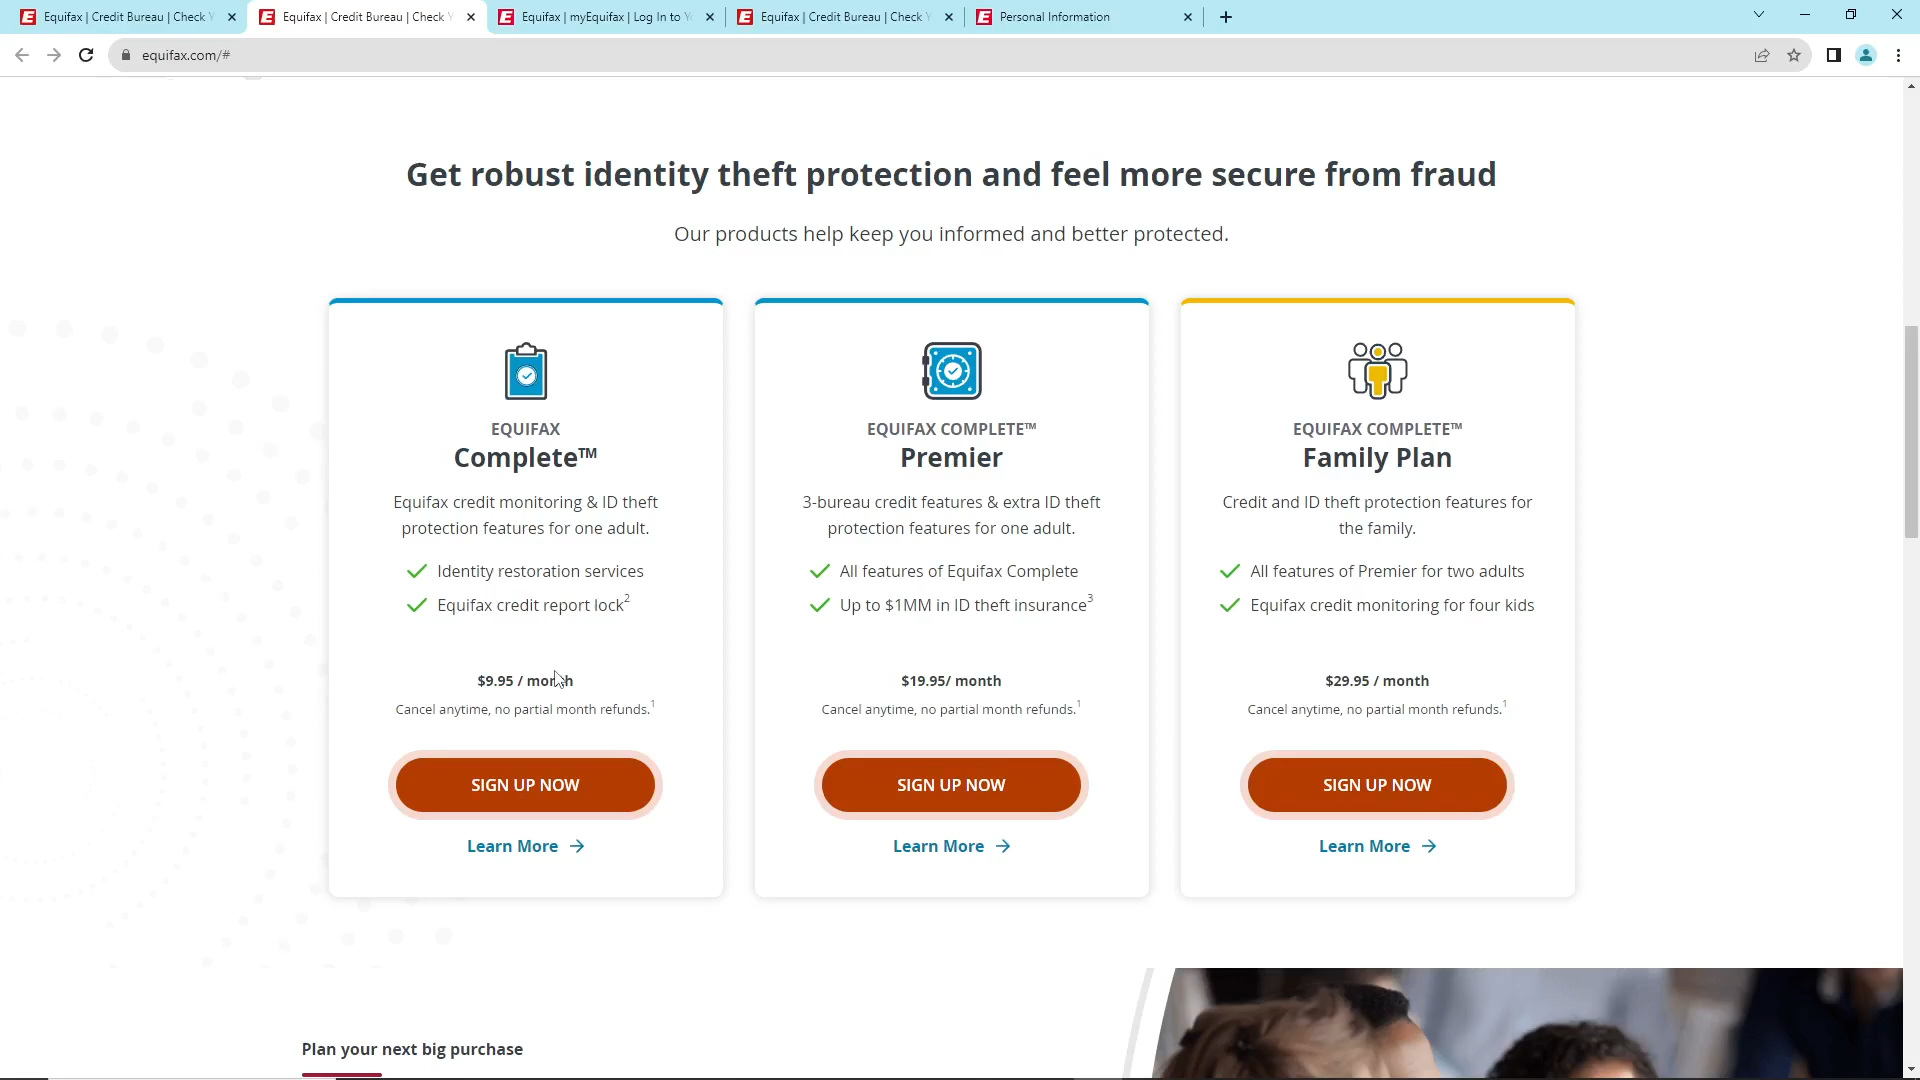 Equifax | Credit Bureau | Check Y
Equifax | Credit Bureau | Check Y
Equifax | myEquifax | Log In to Yo
Equifax | Credit Bureau | Check Y
Personal Information
equifax.com/#
Get robust identity theft protection and feel more secure from fraud
Our products help keep you informed and better protected.
EQUIFAX
Complete™
Equifax credit monitoring & ID theft
protection features for one adult.
Identity restoration services
Equifax credit report lock2
$9.95 / month
Cancel anytime, no partial month refunds.1
SIGN UP NOW
Learn More
EQUIFAX COMPLETE™
Premier
3-bureau credit features & extra ID theft
protection features for one adult.
All features of Equifax Complete
Up to $1MM in ID theft insurance3
$19.95/ month
Cancel anytime, no partial month refunds.1
SIGN UP NOW
Learn More
EQUIFAX COMPLETE™
Family Plan
Credit and ID theft protection features for
the family.
All features of Premier for two adults
Equifax credit monitoring for four kids
$29.95 / month
Cancel anytime, no partial month refunds.1
SIGN UP NOW
Learn More
Plan your next big purchase